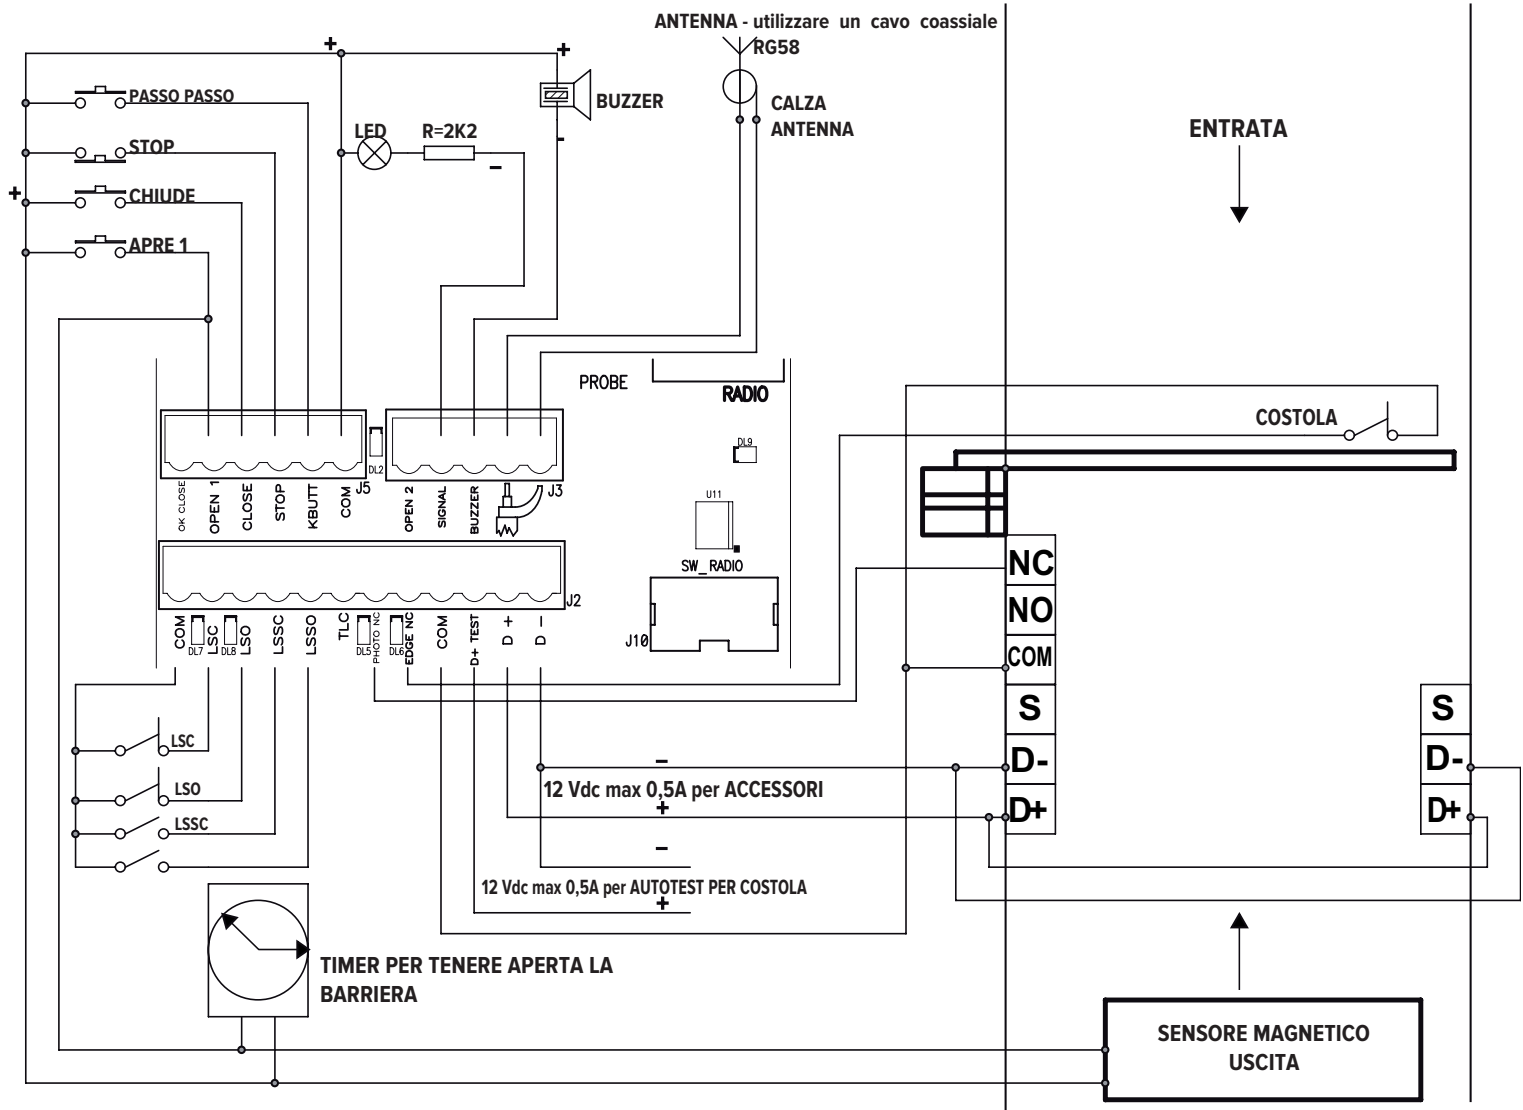 ANTENNA - utilizzare un cavo coassiale
RG58
+
+
PASSO PASSO
BUZZER
CALZA
ANTENNA
ENTRATA
LED
R=2K2
-
STOP
-
+
CHIUDE
APRE 1
PROBE
RADIO
COSTOLA
DL9
DL2
J5
J3
OK CLOSE
OPEN 1
CLOSE
STOP
KBUTT
COM
OPEN 2
SIGNAL
BUZZER
U11
SW_RADIO
NC
NO
COM
S
D-
D+
J2
J10
COM
DL7
LSC
DL8
LSO
LSSC
LSSO
TLC
DL5
PHOTO NC
DL6
EDGE NC
COM
D+ TEST
D +
D -
S
D-
D+
LSC
LSO
LSSC
-
12 Vdc max 0,5A per ACCESSORI
+
-
12 Vdc max 0,5A per AUTOTEST PER COSTOLA
+
TIMER PER TENERE APERTA LA
BARRIERA
SENSORE MAGNETICO
USCITA